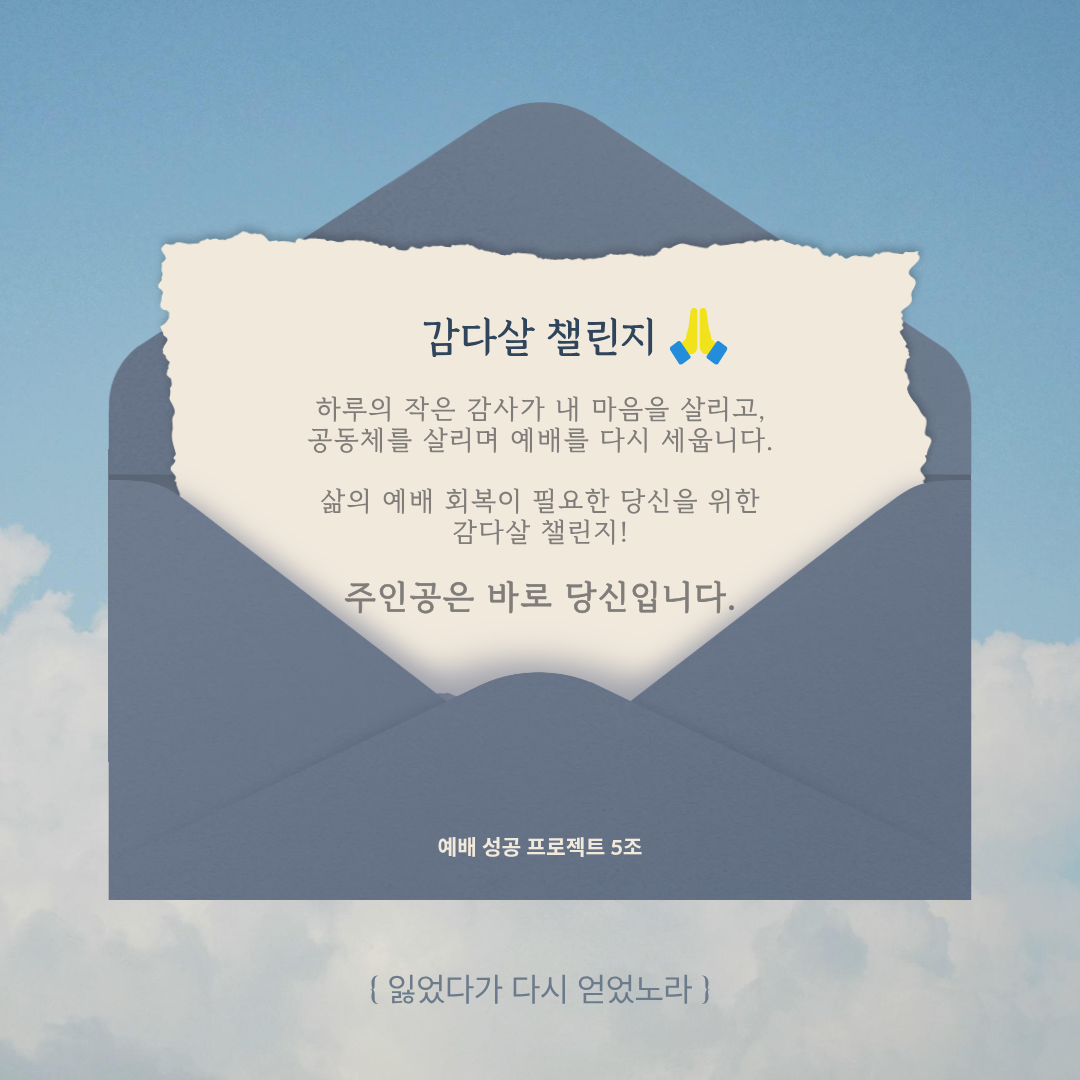 감다살 챌린지 🙏
하루의 작은 감사가 내 마음을 살리고,
공동체를 살리며 예배를 다시 세웁니다.
삶의 예배 회복이 필요한 당신을 위한
감다살 챌린지!
주인공은 바로 당신입니다.
예배 성공 프로젝트 5조
{ 잃었다가 다시 얻었노라 }